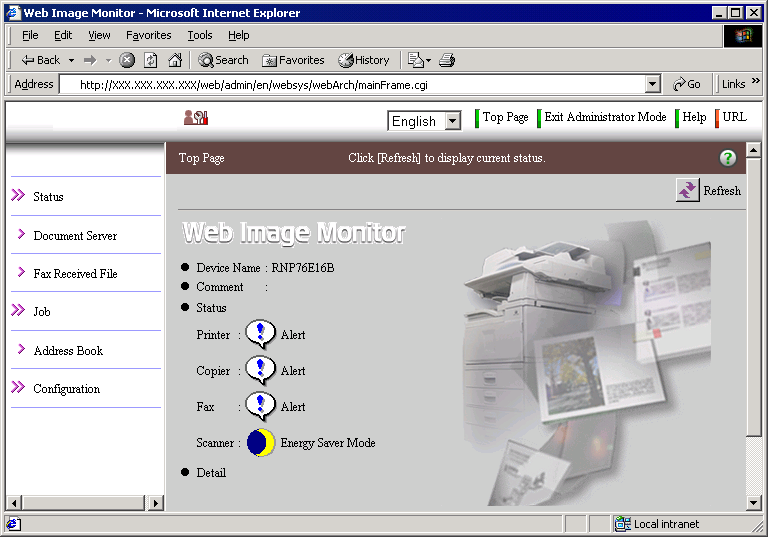 Web Image Monitor - Microsoft Internet Explorer
File Edit View Favorites Tools Help
Back Search Favorites History
Address http://XXX.XXX.XXX.XXX/web/admin/en/websys/webArch/mainFrame.cgi Go Links »
English Top Page Exit Administrator Mode Help URL
Top Page Click [Refresh] to display current status. ?
Refresh
Status
Document Server
Fax Received File
Job
Address Book
Configuration
Web Image Monitor
Device Name : RNP76E16B
Comment :
Status
Printer : ! Alert
Copier : ! Alert
Fax : ! Alert
Scanner : Energy Saver Mode
Detail
Local intranet